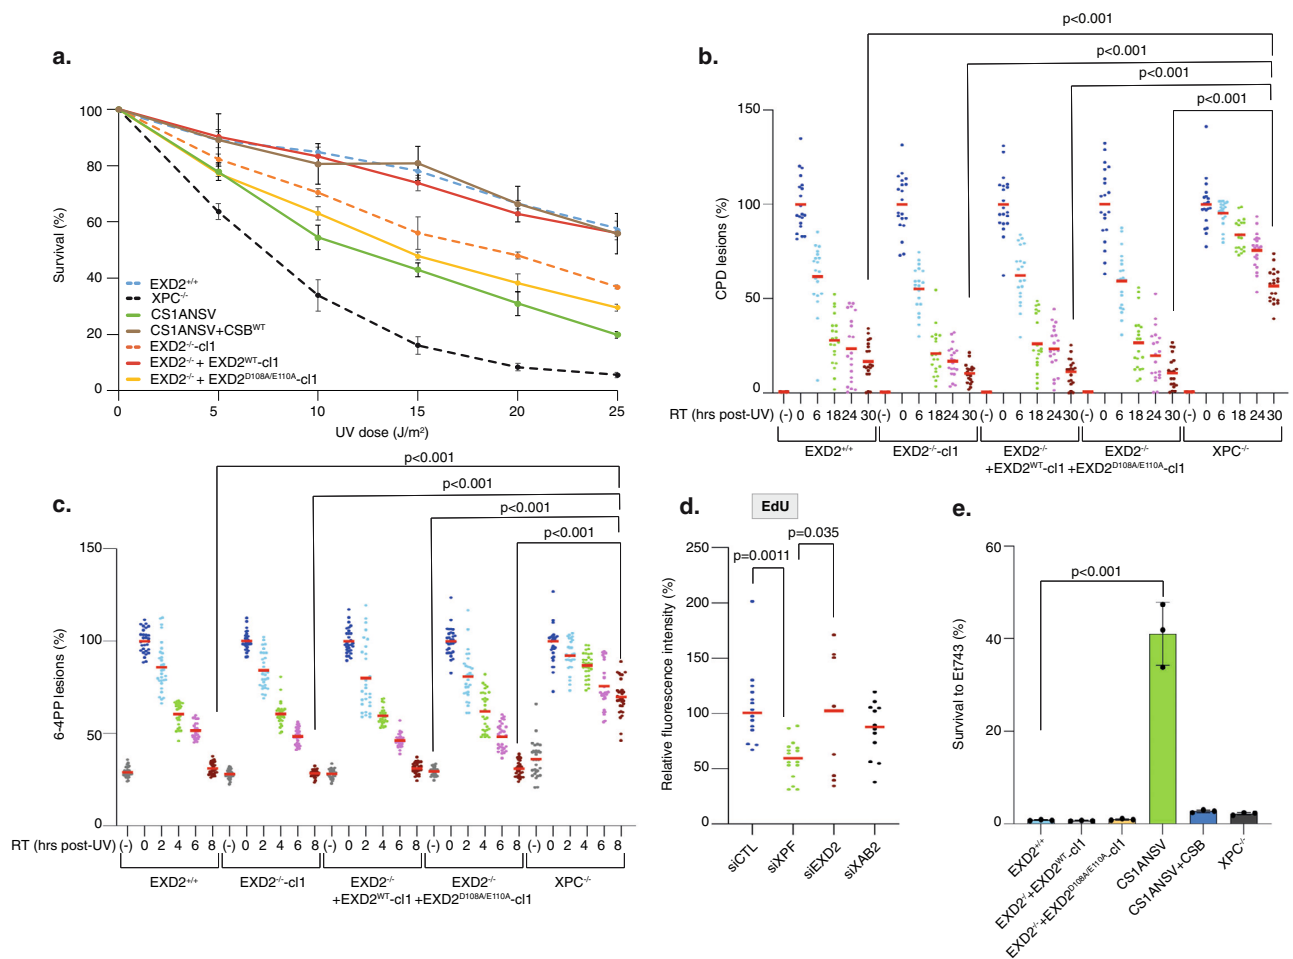 a.
100
80
60
40
20
0
Survival (%)
EXD2+/+
XPC-/-
CS1ANSV
CS1ANSV+CSBWT
EXD2-/--cl1
EXD2-/-+ EXD2WT-cl1
EXD2-/-+ EXD2D108A/E110A-cl1
0 5 10 15 20 25
UV dose (J/m²)
b.
p<0.001
p<0.001
p<0.001
p<0.001
150
100
50
0
CPD lesions (%)
RT (hrs post-UV) (-) 0 6 18 24 30 (-) 0 6 18 24 30 (-) 0 6 18 24 30 (-) 0 6 18 24 30 (-) 0 6 18 24 30
EXD2+/+ EXD2-/--cl1 EXD2-/- EXD2-/- XPC-/-
+EXD2WT-cl1 +EXD2D108A/E110A-cl1
c.
p<0.001
p<0.001
p<0.001
p<0.001
150
100
50
0
6-4PP lesions (%)
RT (hrs post-UV) (-) 0 2 4 6 8 (-) 0 2 4 6 8 (-) 0 2 4 6 8 (-) 0 2 4 6 8 (-) 0 2 4 6 8
EXD2+/+ EXD2-/--cl1 EXD2-/- EXD2-/- XPC-/-
+EXD2WT-cl1 +EXD2D108A/E110A-cl1
d.
EdU
p=0.035
p=0.0011
250
200
150
100
50
0
Relative fluorescence intensity (%)
siCTL
siXPF
siEXD2
siXAB2
e.
60
40
20
0
Survival to Et743 (%)
p<0.001
EXD2+/+
EXD2-/-+EXD2WT-cl1
EXD2-/-+EXD2D108A/E110A-cl1
CS1ANSV
CS1ANSV+CSB
XPC-/-